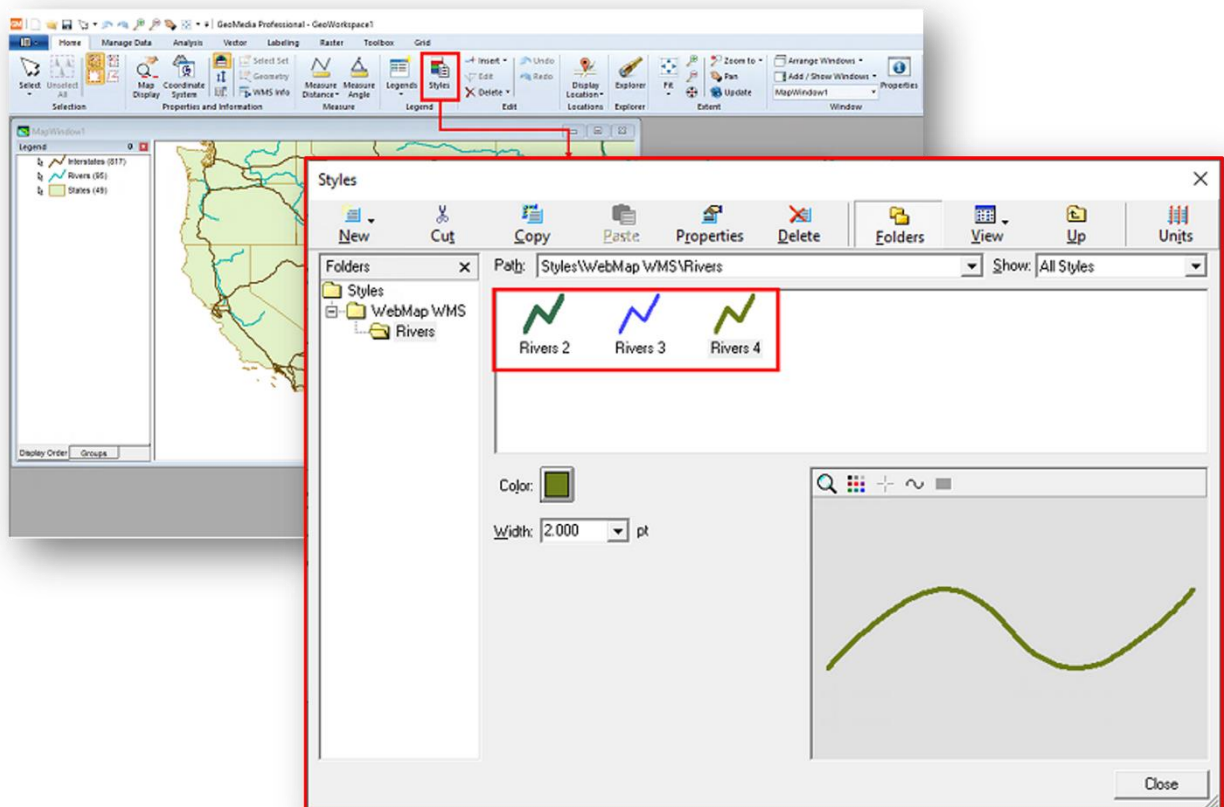 GM GeoMedia Professional - GeoWorkspace1
Home Manage Data Analysis Vector Labeling Raster Toolbox Grid
Select Unselect All Map Display Coordinate System Select Set Geometry WMS Info Measure Distance Measure Angle Legends Styles Insert Edit Delete Undo Redo Display Location Explorer Fit Zoom to Pan Update Arrange Windows Add / Show Windows MapWindow1 Properties
Selection Properties and Information Measure Legend Edit Locations Explorer Extent Window
MapWindow1
Legend
Interstates (817)
Rivers (95)
States (49)
Display Order Groups
Styles
New Cut Copy Paste Properties Delete Folders View Up Units
Folders Path: Styles\WebMap WMS\Rivers Show: All Styles
Styles
WebMap WMS
Rivers
Rivers 2 Rivers 3 Rivers 4
Color:
Width: 2.000 pt
Close